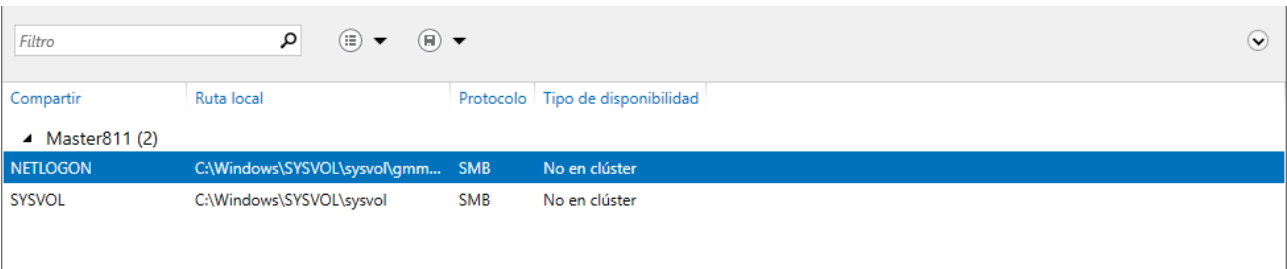 Filtro
Compartir Ruta local Protocolo Tipo de disponibilidad
Master811 (2)
NETLOGON C:\Windows\SYSVOL\sysvol\gmm... SMB No en clúster
SYSVOL C:\Windows\SYSVOL\sysvol SMB No en clúster